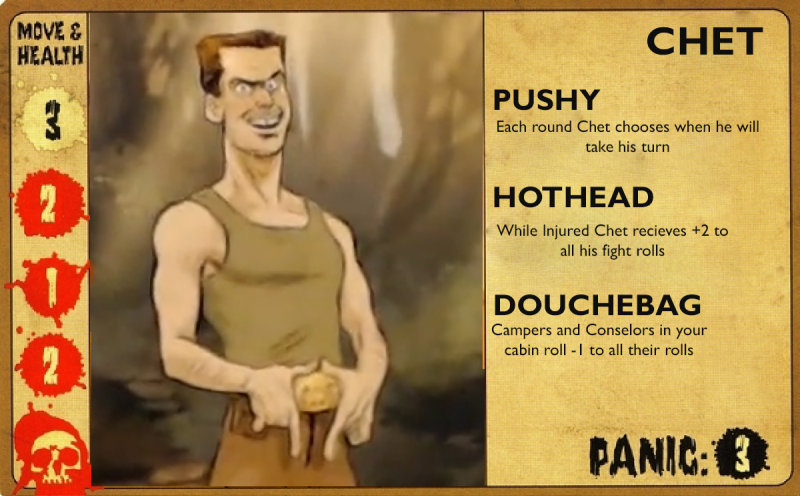 MOVE &
HEALTH
3
2
1
2
CHET
PUSHY
Each round Chet chooses when he will
take his turn
HOTHEAD
While Injured Chet recieves +2 to
all his fight rolls
DOUCHEBAG
Campers and Conselors in your
cabin roll -1 to all their rolls
PANIC: 3